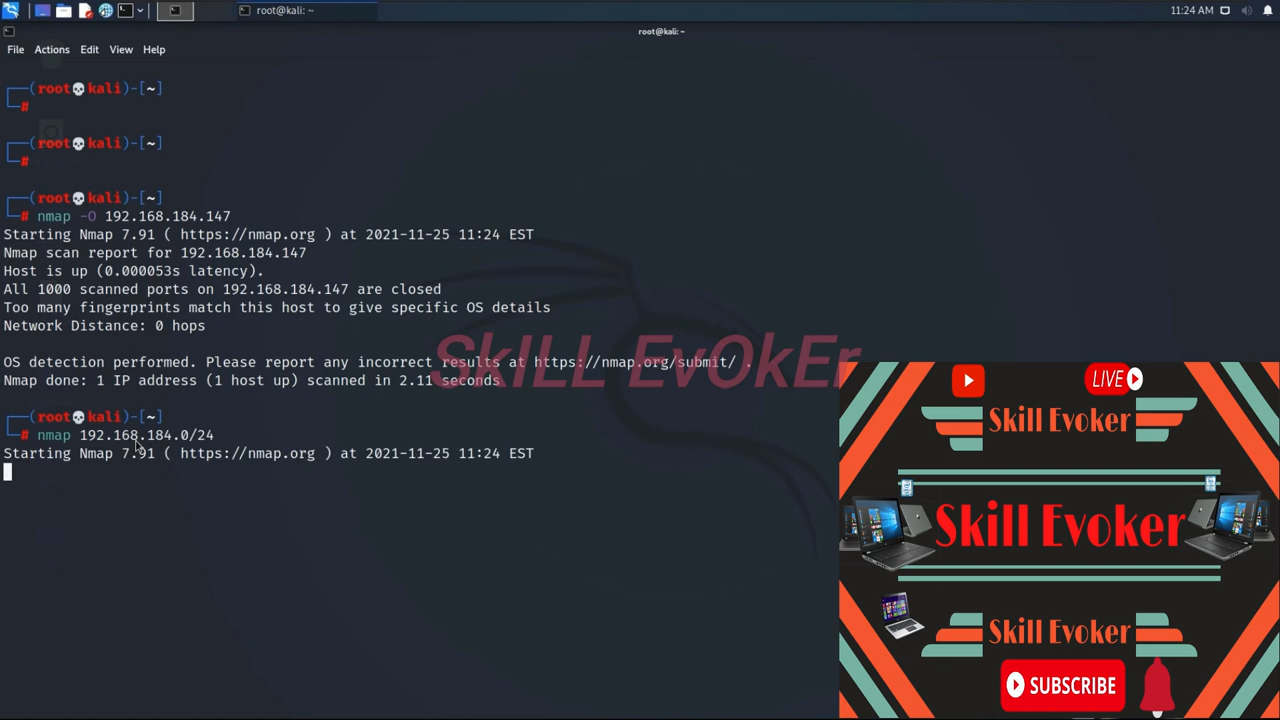 root@kali: ~
11:24 AM
root@kali: ~
File Actions Edit View Help
┌──(root💀kali)-[~]
└─#
┌──(root💀kali)-[~]
└─#
┌──(root💀kali)-[~]
└─# nmap -O 192.168.184.147
Starting Nmap 7.91 ( https://nmap.org ) at 2021-11-25 11:24 EST
Nmap scan report for 192.168.184.147
Host is up (0.000053s latency).
All 1000 scanned ports on 192.168.184.147 are closed
Too many fingerprints match this host to give specific OS details
Network Distance: 0 hops
OS detection performed. Please report any incorrect results at https://nmap.org/submit/ .
Nmap done: 1 IP address (1 host up) scanned in 2.11 seconds
┌──(root💀kali)-[~]
└─# nmap 192.168.184.0/24
Starting Nmap 7.91 ( https://nmap.org ) at 2021-11-25 11:24 EST
SkILL EvOkEr
LIVE
Skill Evoker
Skill Evoker
Skill Evoker
SUBSCRIBE